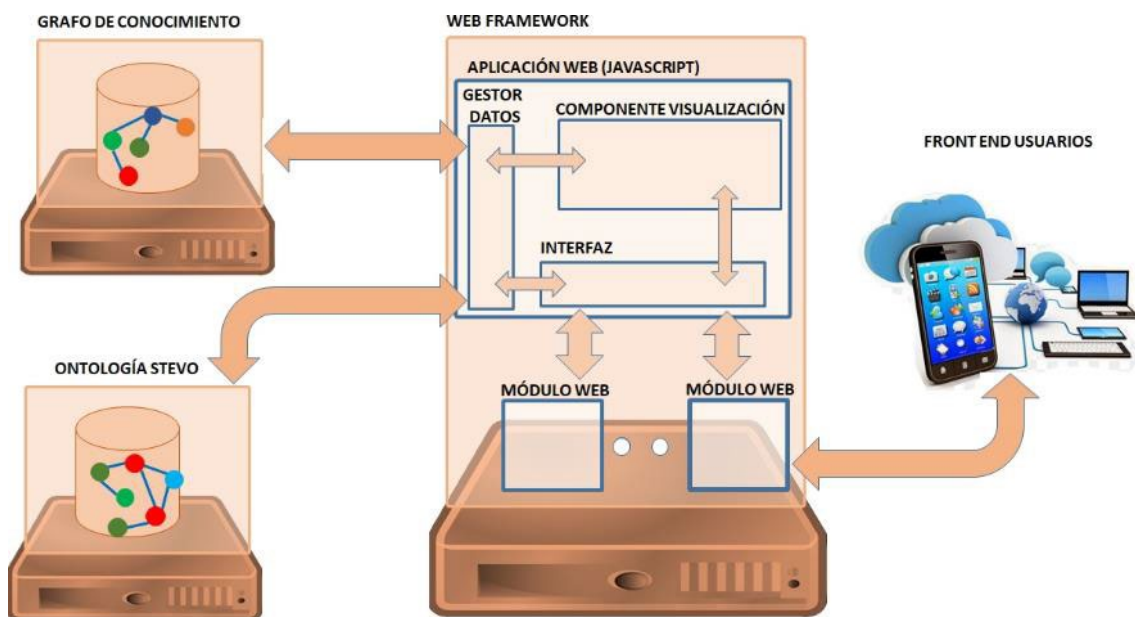 GRAFO DE CONOCIMIENTO
WEB FRAMEWORK
APLICACIÓN WEB (JAVASCRIPT)
GESTOR
DATOS
COMPONENTE VISUALIZACIÓN
INTERFAZ
FRONT END USUARIOS
ONTOLOGÍA STEVO
MÓDULO WEB
MÓDULO WEB